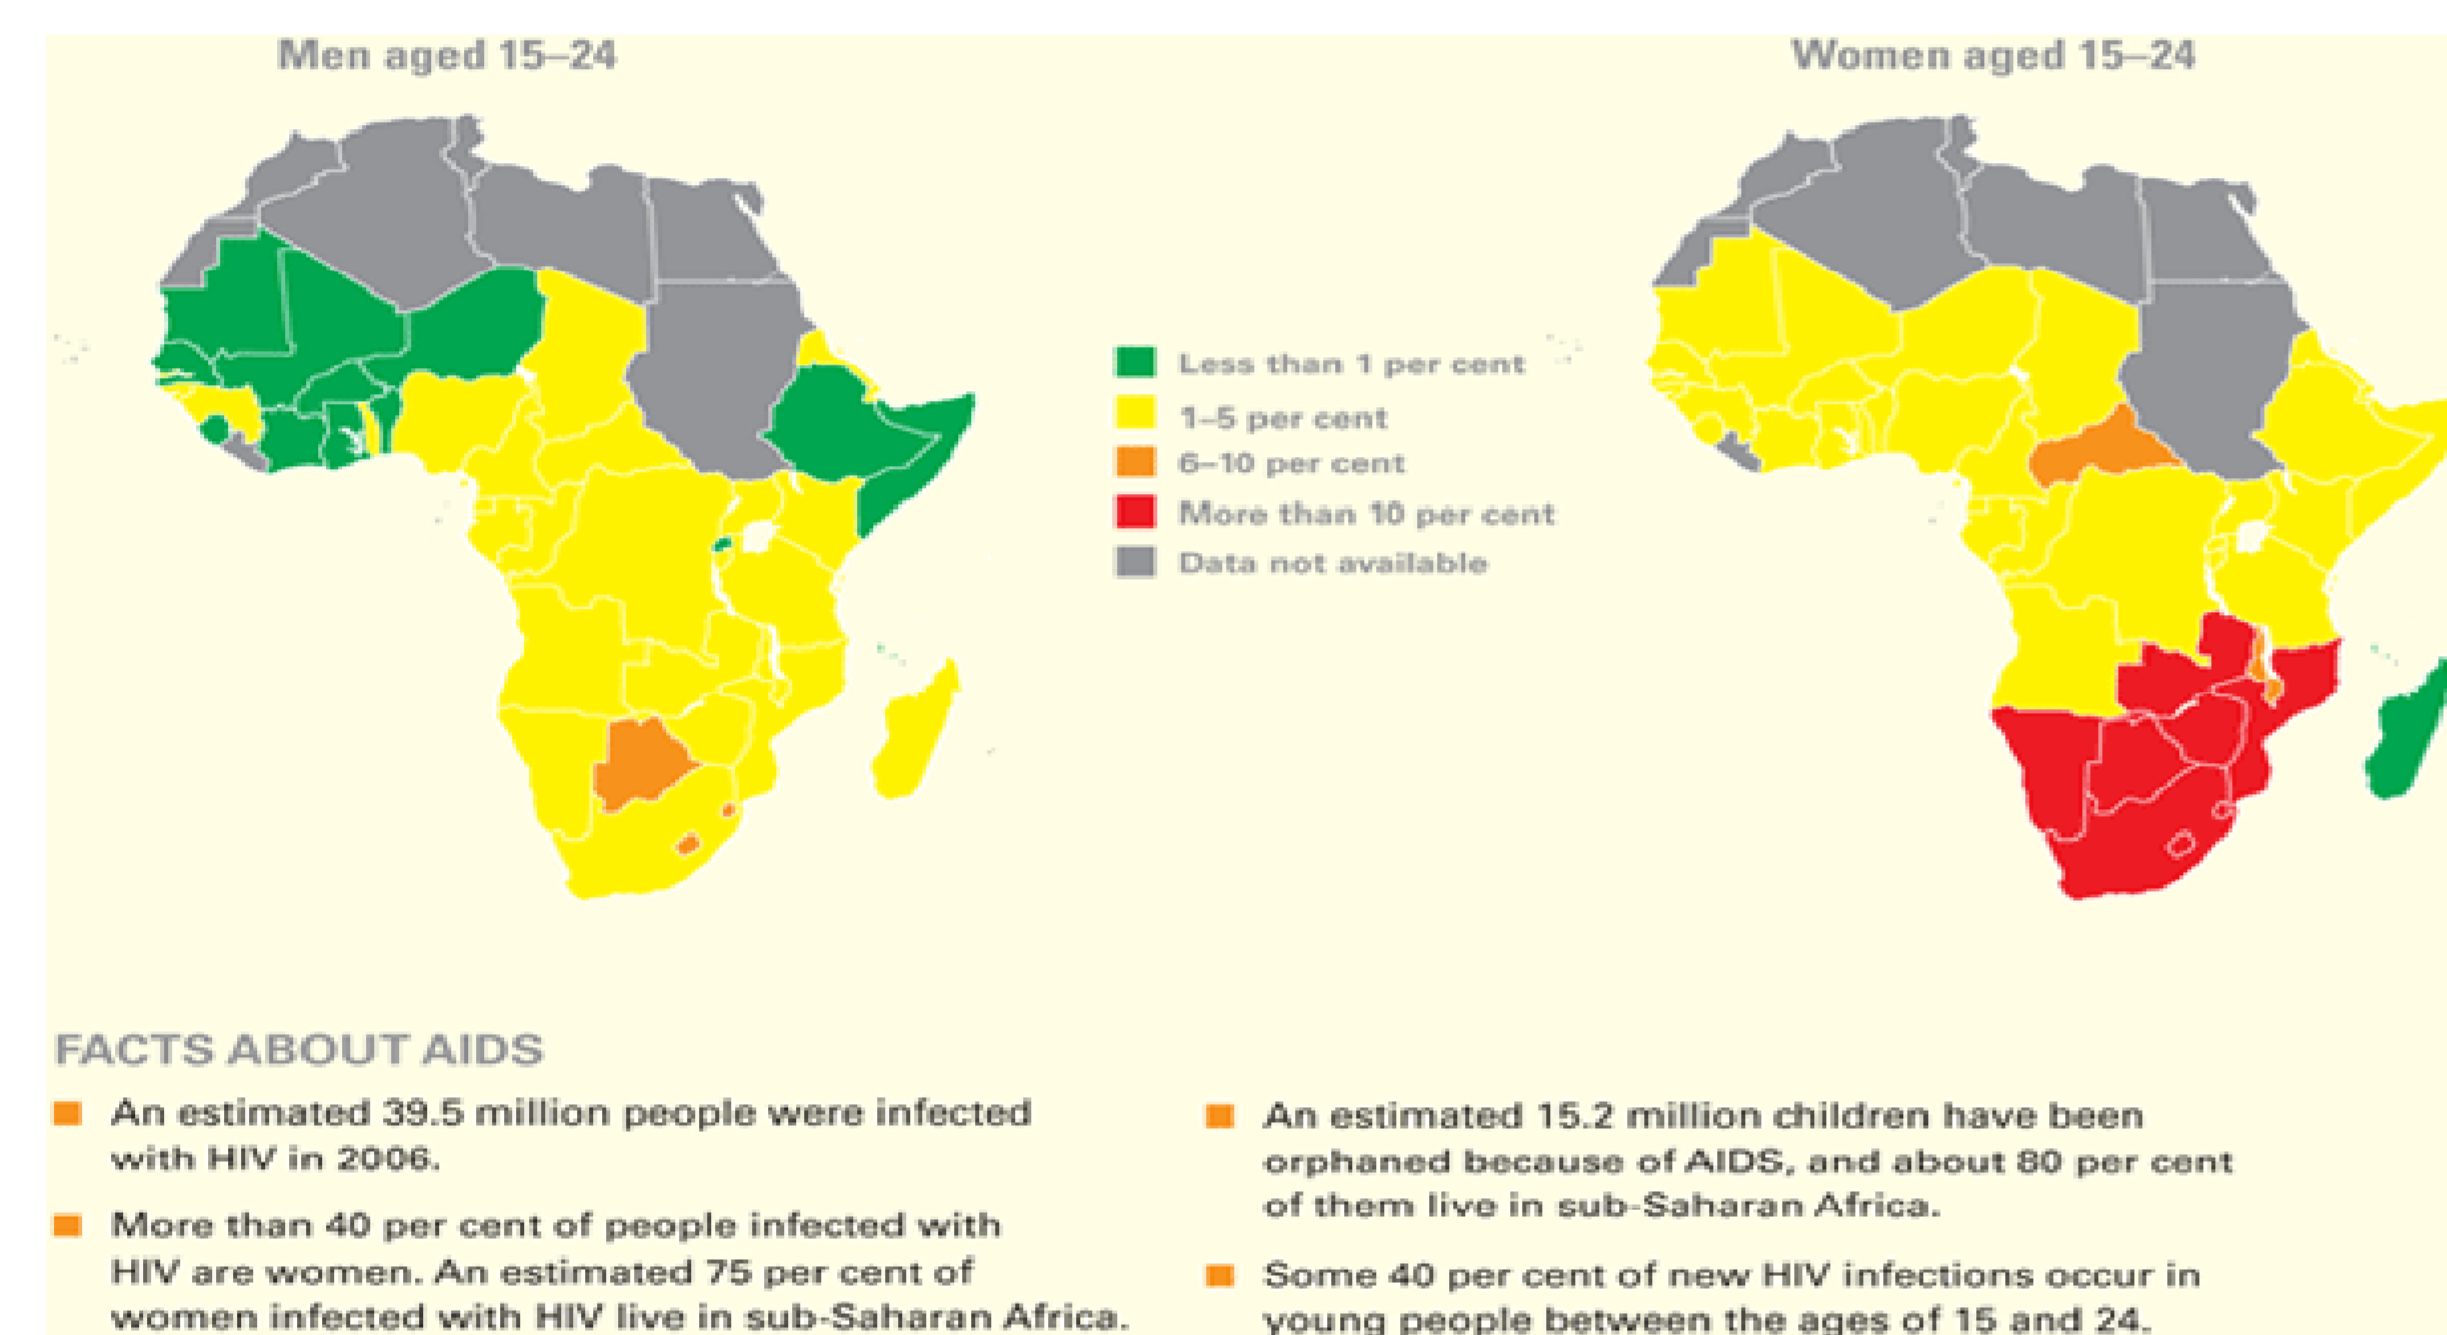 Men aged 15–24
Women aged 15–24
Less than 1 per cent
1–5 per cent
6–10 per cent
More than 10 per cent
Data not available
FACTS ABOUT AIDS
An estimated 39.5 million people were infected
with HIV in 2006.
More than 40 per cent of people infected with
HIV are women. An estimated 75 per cent of
women infected with HIV live in sub-Saharan Africa.
An estimated 15.2 million children have been
orphaned because of AIDS, and about 80 per cent
of them live in sub-Saharan Africa.
Some 40 per cent of new HIV infections occur in
young people between the ages of 15 and 24.